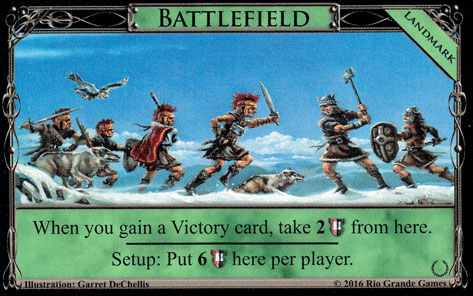 BATTLEFIELD
LANDMARK
When you gain a Victory card, take 2 from here.
Setup: Put 6 here per player.
Illustration: Garret DeChellis
© 2016 Rio Grande Games